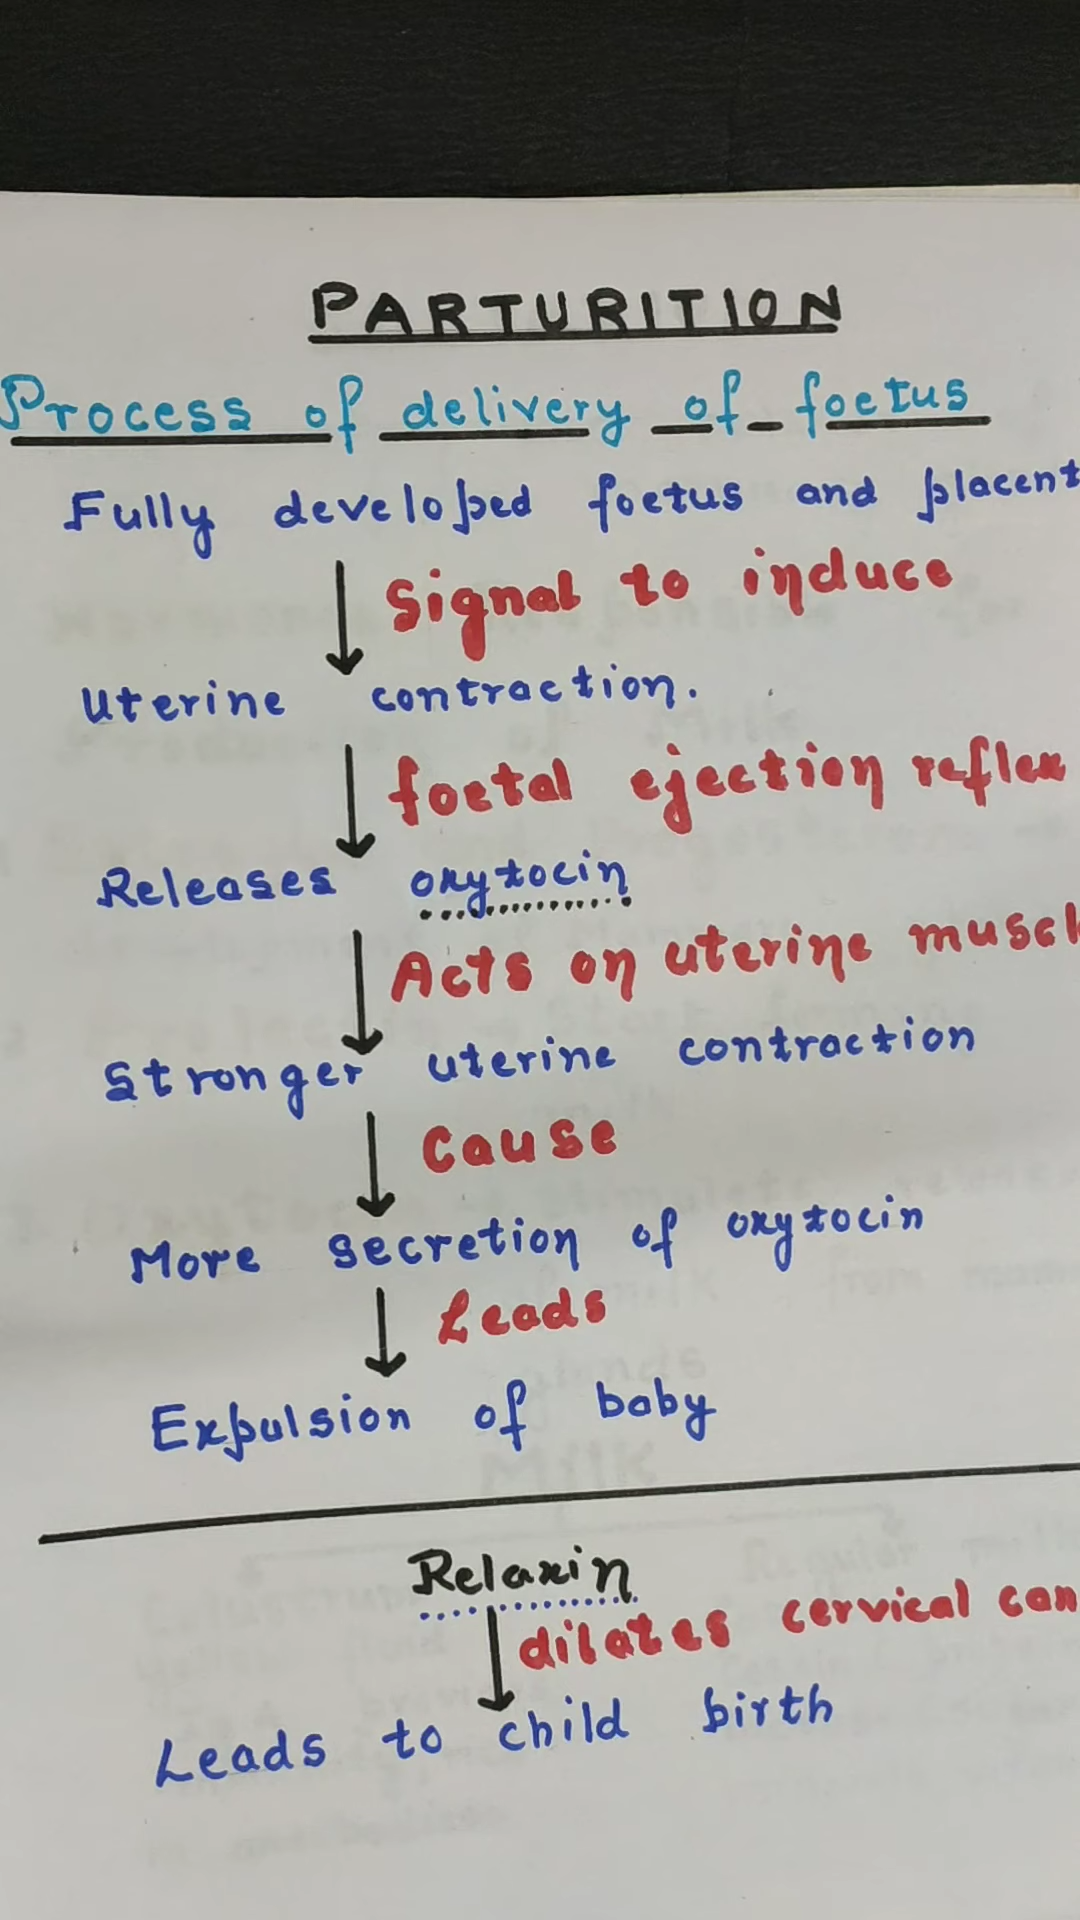 PARTURITION
Process of delivery of foetus
Fully developed foetus and placent
Signal to induce
Uterine contraction.
foetal ejection reflex
Releases oxytocin
Acts on uterine muscl
Stronger uterine contraction
Cause
More secretion of oxytocin
Leads
Expulsion of baby
Relaxin
dilates cervical can
Leads to child birth